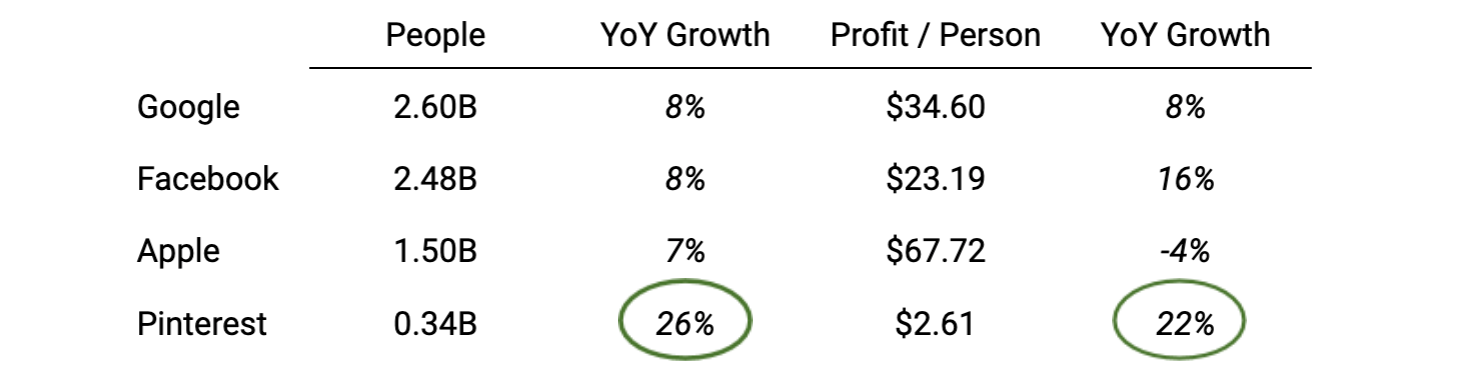 People YoY Growth Profit / Person YoY Growth
Google 2.60B 8% $34.60 8%
Facebook 2.48B 8% $23.19 16%
Apple 1.50B 7% $67.72 -4%
Pinterest 0.34B 26% $2.61 22%